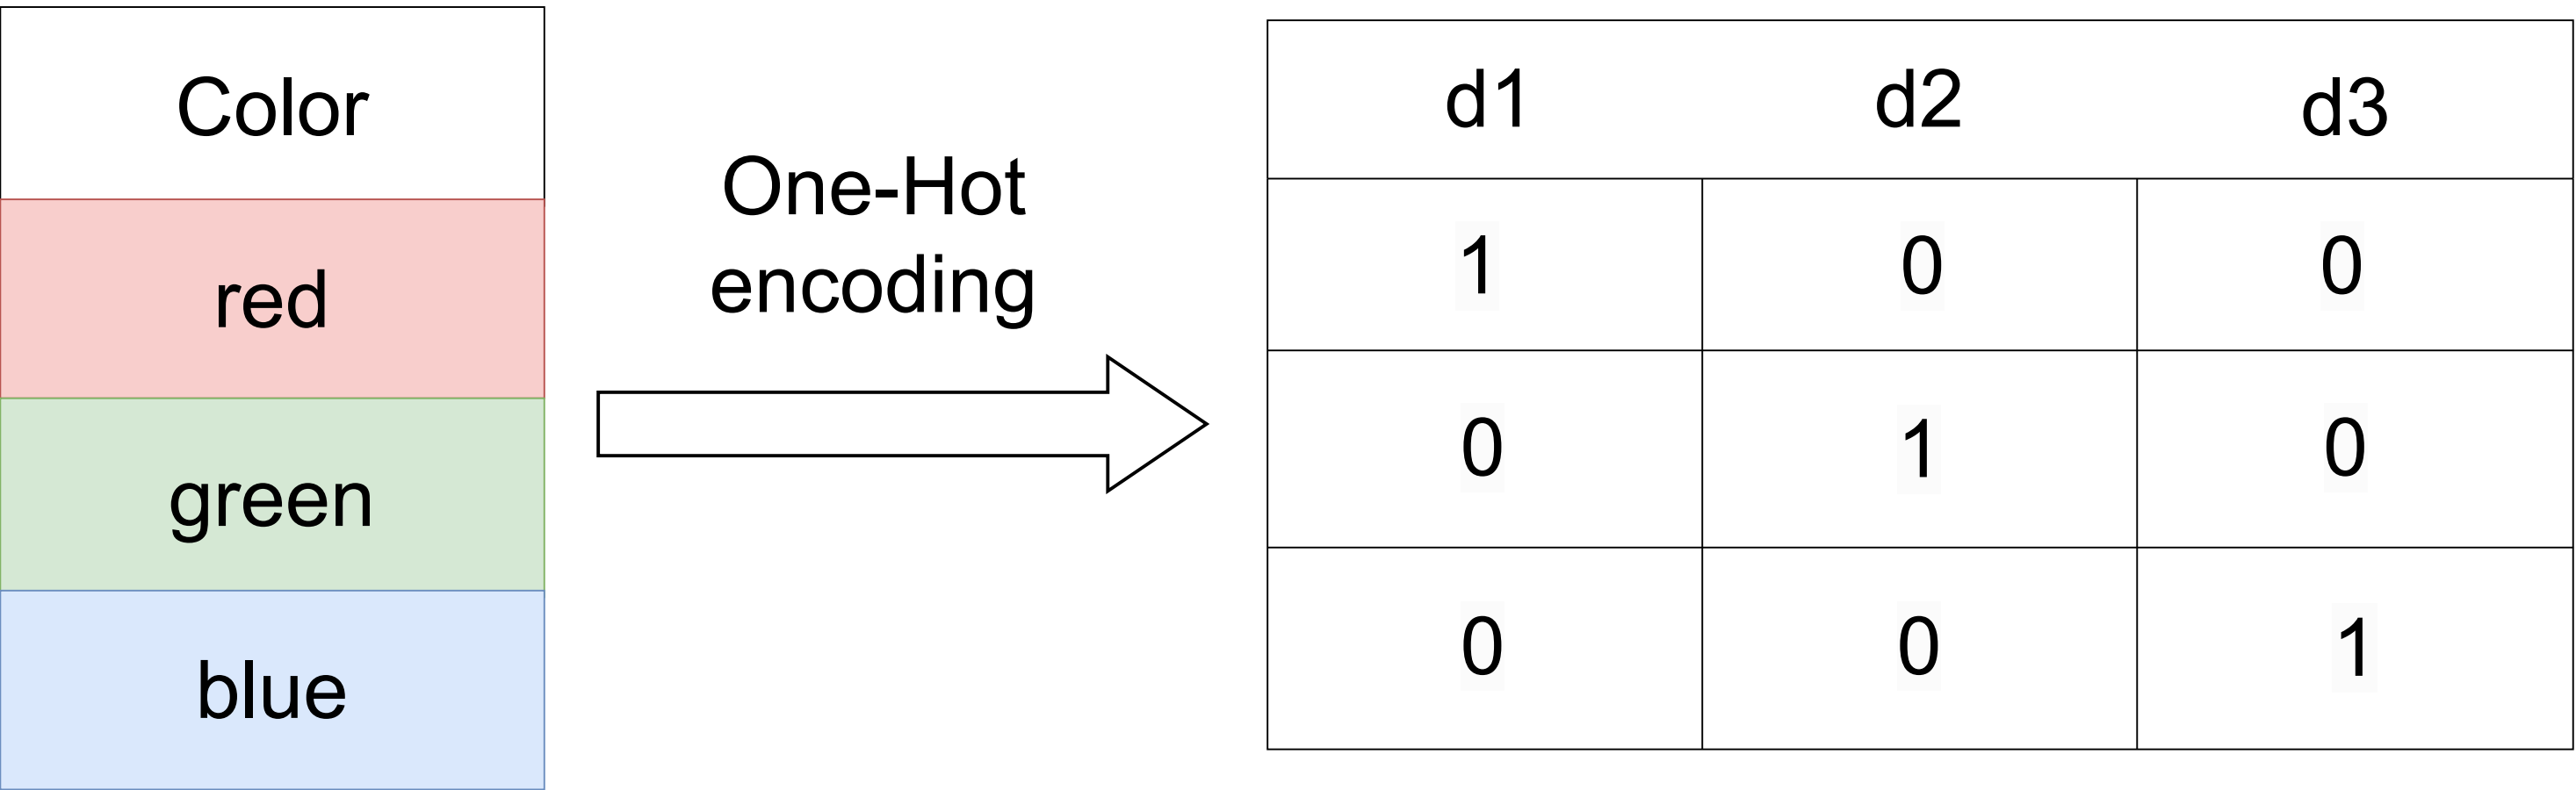 Color
red
green
blue
One-Hot
encoding
d1 d2 d3
1 0 0
0 1 0
0 0 1